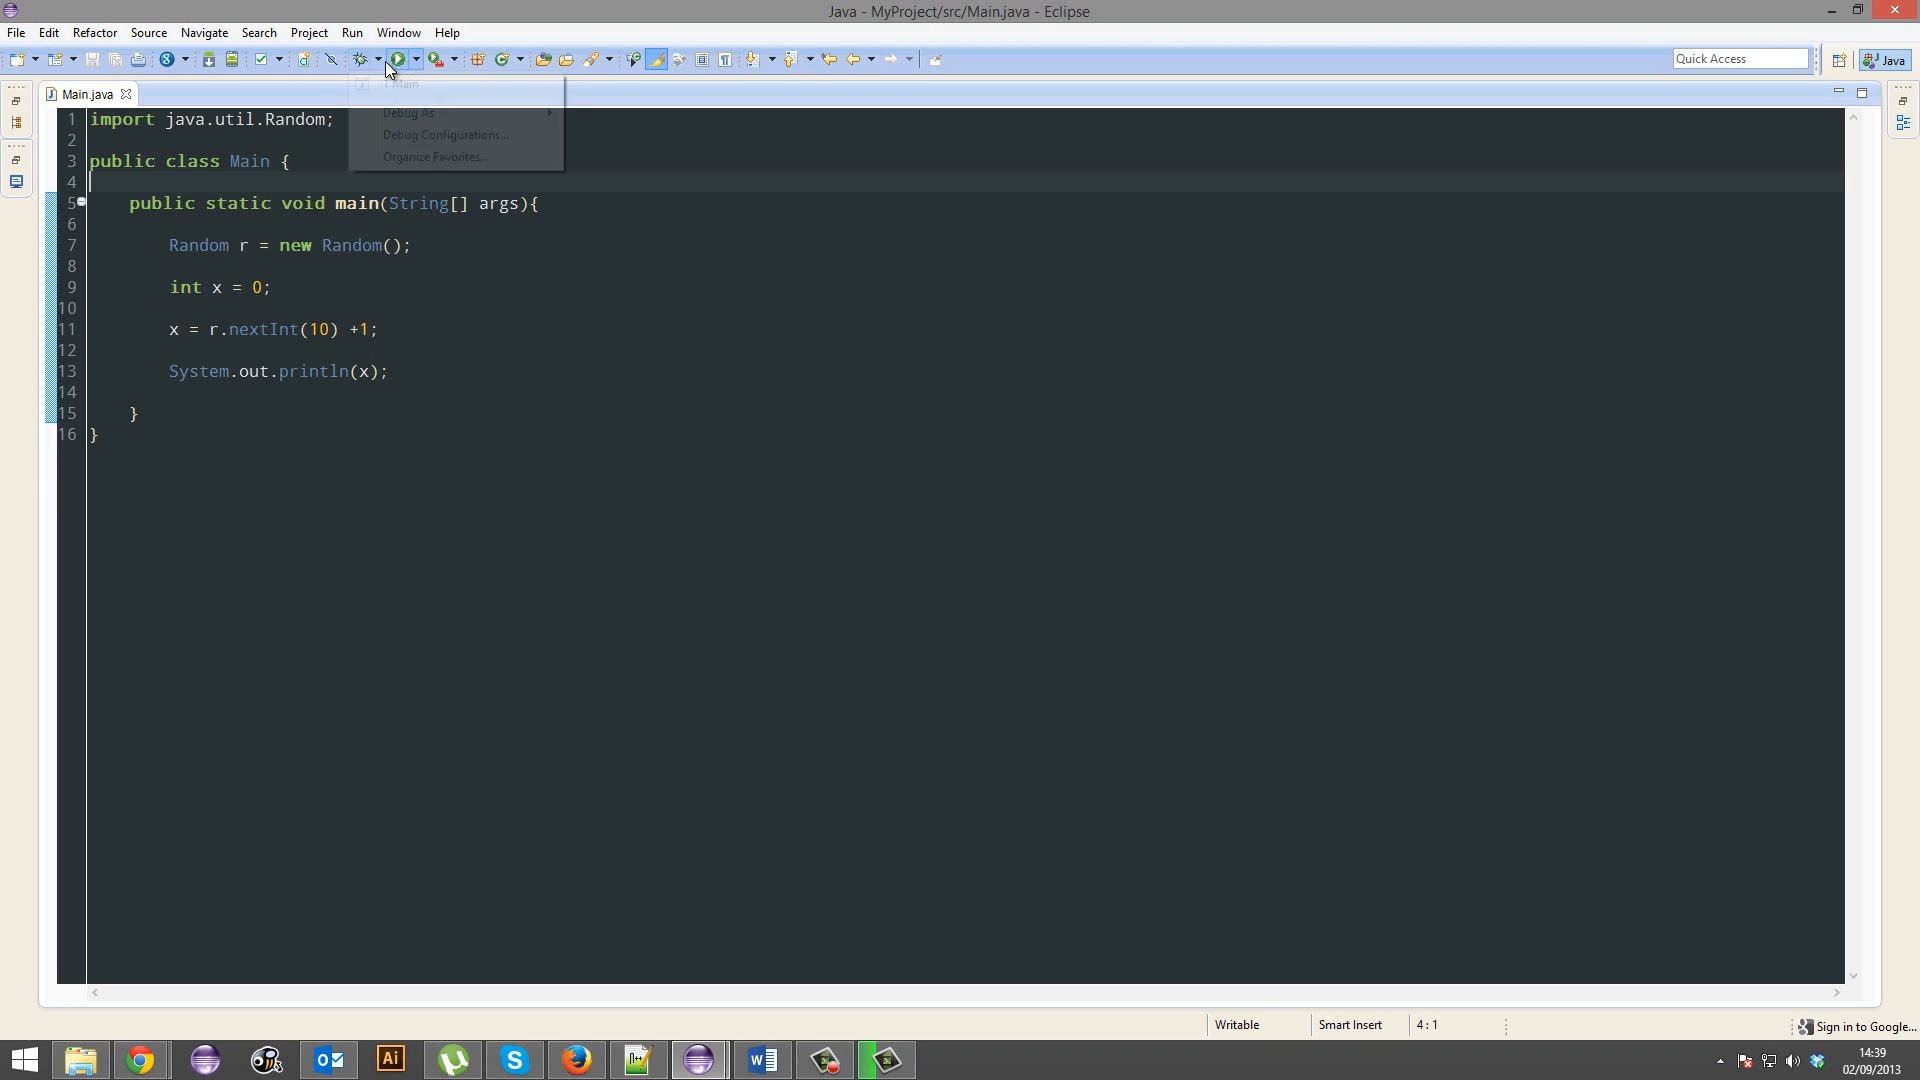 Java - MyProject/src/Main.java - Eclipse
File Edit Refactor Source Navigate Search Project Run Window Help
Quick Access
Java
Main.java
1 Main
Debug As
Debug Configurations...
Organize Favorites...
1 import java.util.Random;
2
3 public class Main {
4
5 public static void main(String[] args){
6
7 Random r = new Random();
8
9 int x = 0;
10
11 x = r.nextInt(10) +1;
12
13 System.out.println(x);
14
15 }
16 }
Writable Smart Insert 4 : 1
Sign in to Google...
Ai
14:39
02/09/2013